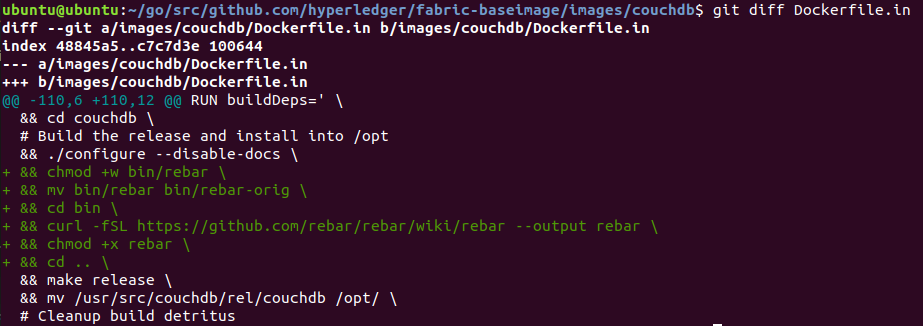 ubuntu@ubuntu:~/go/src/github.com/hyperledger/fabric-baseimage/images/couchdb$ git diff Dockerfile.in
diff --git a/images/couchdb/Dockerfile.in b/images/couchdb/Dockerfile.in
index 48845a5..c7c7d3e 100644
--- a/images/couchdb/Dockerfile.in
+++ b/images/couchdb/Dockerfile.in
@@ -110,6 +110,12 @@ RUN buildDeps=' \
  && cd couchdb \
  # Build the release and install into /opt
  && ./configure --disable-docs \
+ && chmod +w bin/rebar \
+ && mv bin/rebar bin/rebar-orig \
+ && cd bin \
+ && curl -fSL https://github.com/rebar/rebar/wiki/rebar --output rebar \
+ && chmod +x rebar \
+ && cd .. \
  && make release \
  && mv /usr/src/couchdb/rel/couchdb /opt/ \
  # Cleanup build detritus